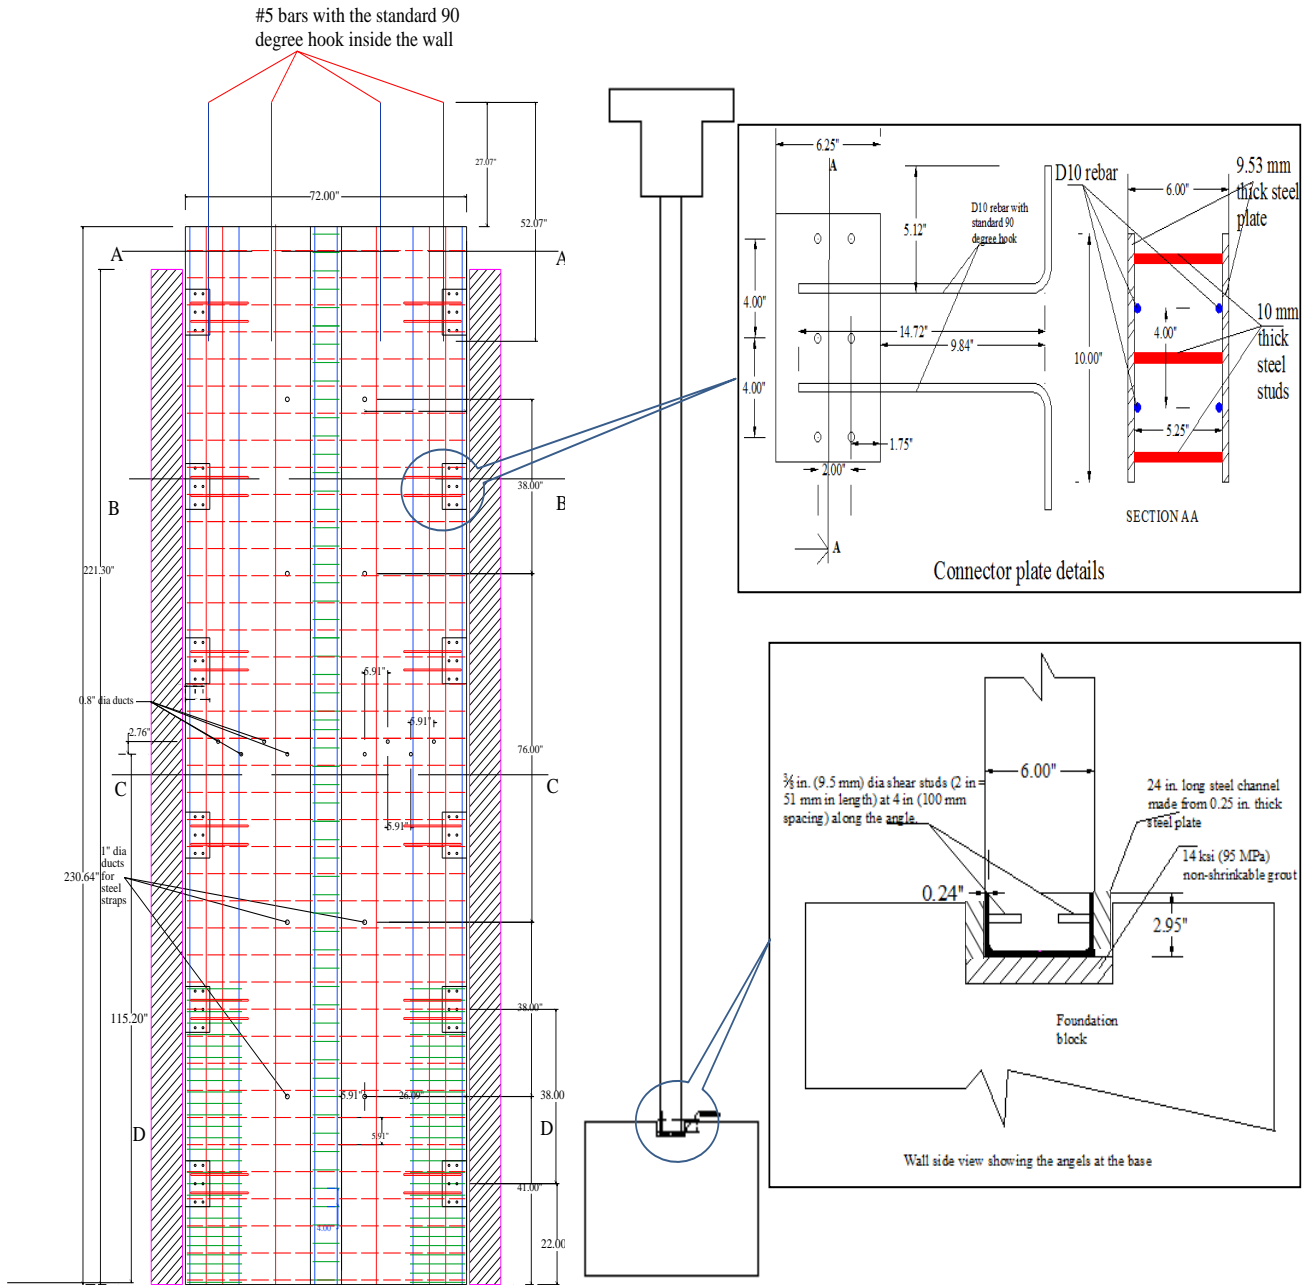 #5 bars with the standard 90
degree hook inside the wall
27.07"
72.00"
52.07"
A
A
38.00"
B
B
221.30"
5.91"
0.8" dia ducts
5.91"
2.76"
76.00"
C
C
5.91"
1" dia
ducts
for
steel
straps
230.64"
38.00"
115.20"
5.91"
26.09"
38.00
D
D
5.91"
41.00"
4.00"
22.00
6.25"
A
D10 rebar with
standard 90
degree hook
5.12"
4.00"
14.72"
9.84"
4.00"
1.75"
2.00"
A
D10 rebar
9.53 mm
thick steel
plate
6.00"
10 mm
thick
steel
studs
4.00"
10.00"
5.25"
SECTION AA
Connector plate details
6.00"
⅜ in. (9.5 mm) dia shear studs (2 in =
51 mm in length) at 4 in (100 mm
spacing) along the angle.
24 in. long steel channel
made from 0.25 in. thick
steel plate
14 ksi (95 MPa)
non-shrinkable grout
0.24"
2.95"
Foundation
block
Wall side view showing the angels at the base